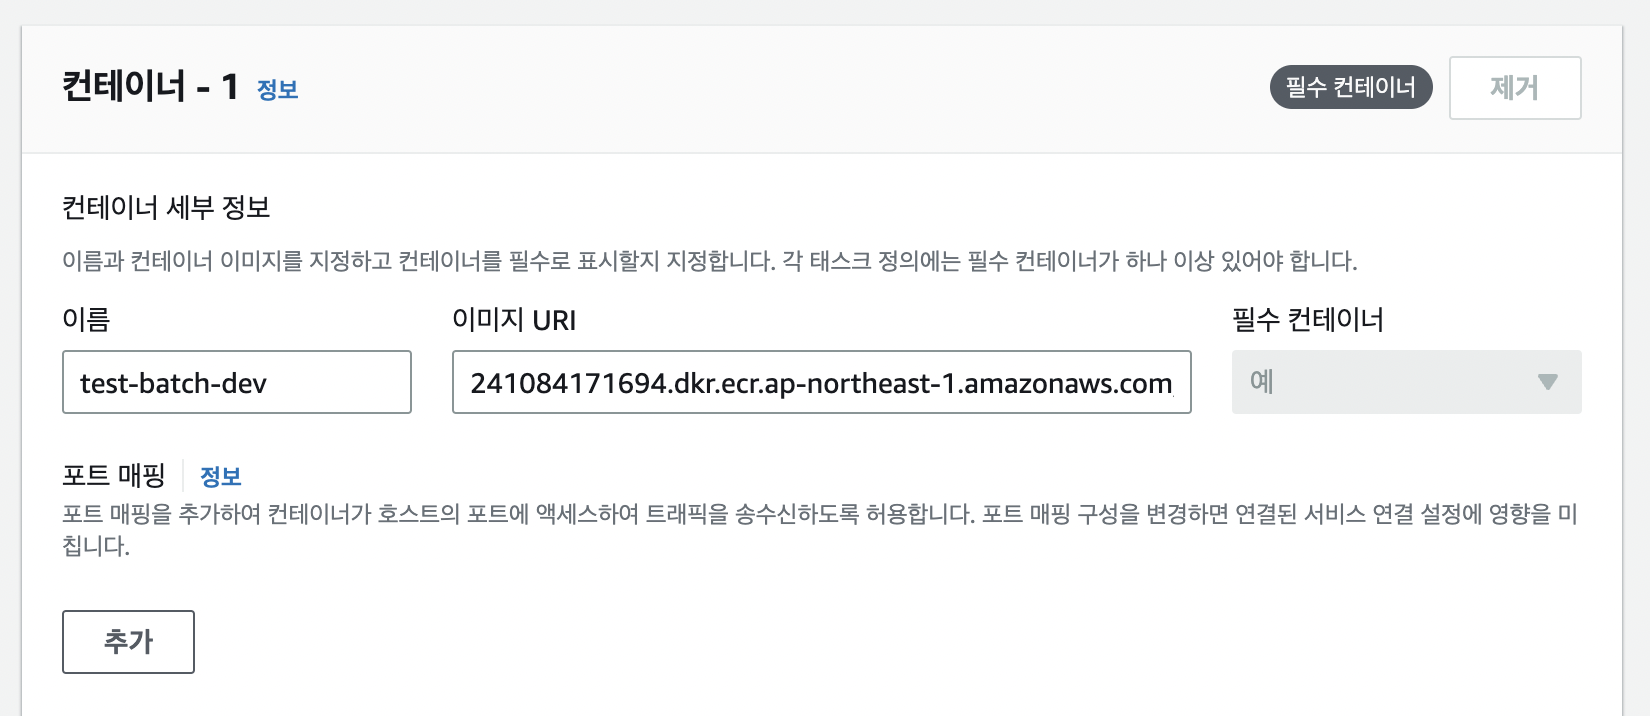 컨테이너 - 1 정보
필수 컨테이너 제거
컨테이너 세부 정보
이름과 컨테이너 이미지를 지정하고 컨테이너를 필수로 표시할지 지정합니다. 각 태스크 정의에는 필수 컨테이너가 하나 이상 있어야 합니다.
이름 이미지 URI 필수 컨테이너
test-batch-dev 241084171694.dkr.ecr.ap-northeast-1.amazonaws.com 예
포트 매핑 정보
포트 매핑을 추가하여 컨테이너가 호스트의 포트에 액세스하여 트래픽을 송수신하도록 허용합니다. 포트 매핑 구성을 변경하면 연결된 서비스 연결 설정에 영향을 미
칩니다.
추가